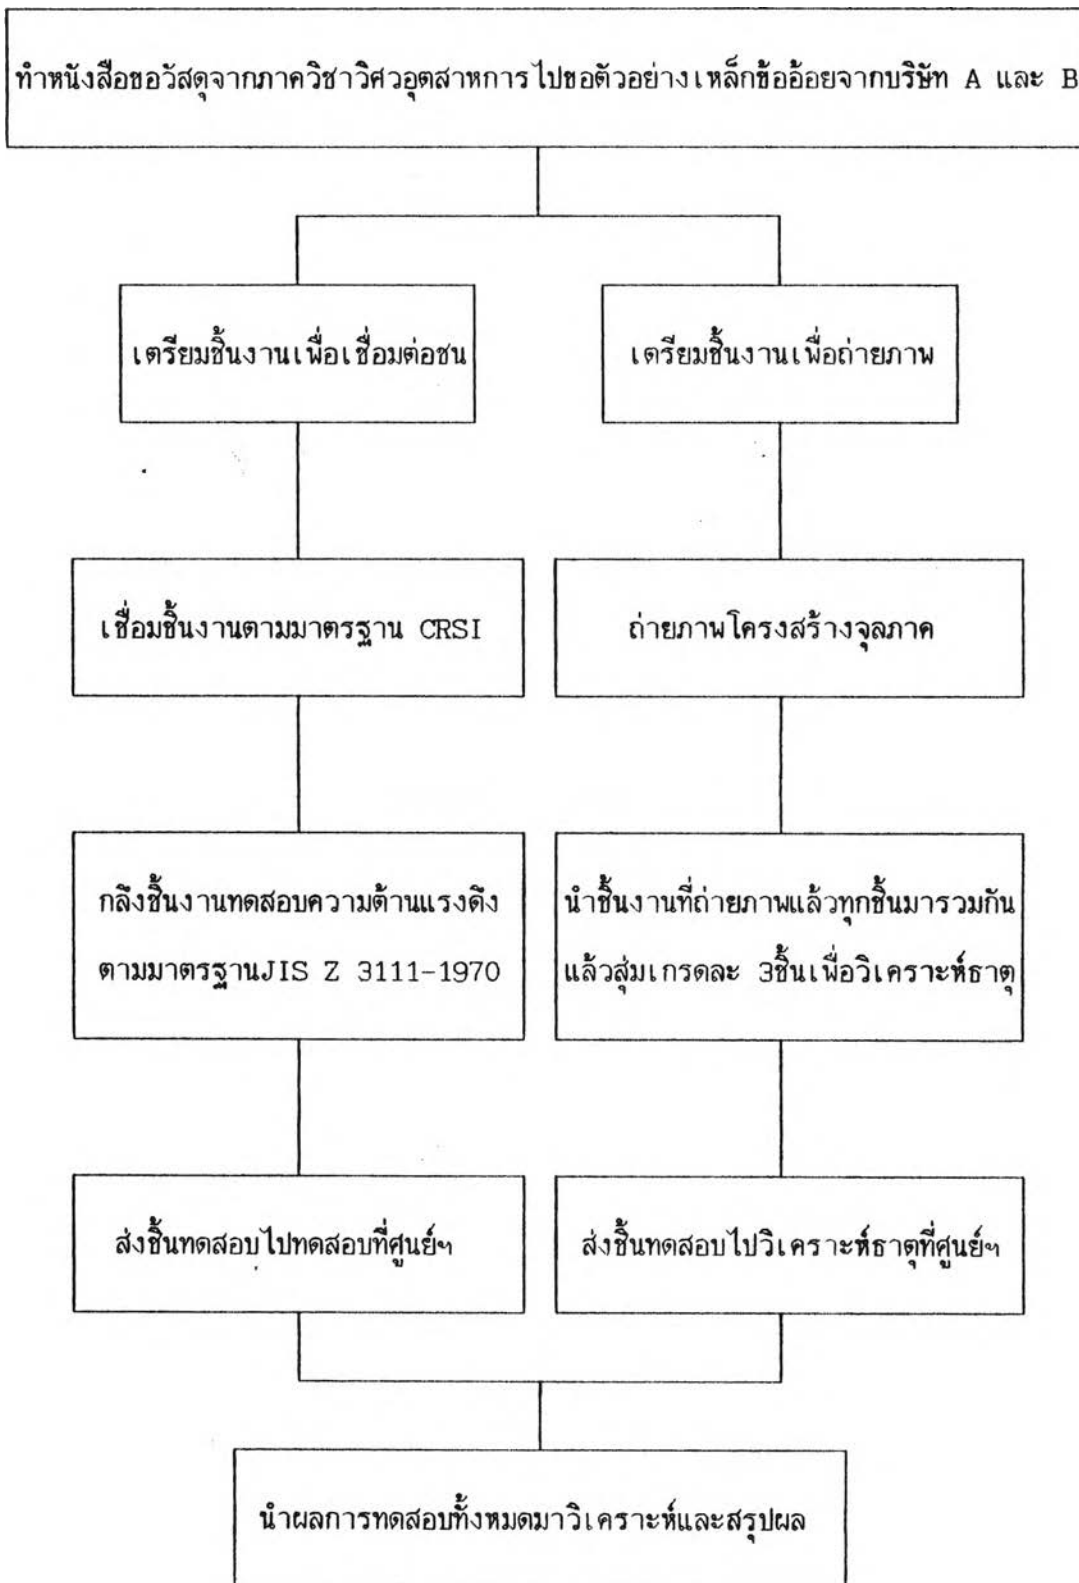 ทำหนังสือขอวัสดุจากภาควิชาวิศวอุตสาหการ ไปขอตัวอย่างเหล็กข้ออ้อยจากบริษัท A และ B
เตรียมชิ้นงานเพื่อเชื่อมต่อชน
เตรียมชิ้นงานเพื่อถ่ายภาพ
เชื่อมชิ้นงานตามมาตรฐาน CRSI
ถ่ายภาพโครงสร้างจุลภาค
กลึงชิ้นงานทดสอบความต้านแรงดึง
ตามมาตรฐานJIS Z 3111-1970
นำชิ้นงานที่ถ่ายภาพแล้วทุกชิ้นมารวมกัน
แล้วสุ่มเกรดละ 3ชิ้นเพื่อวิเคราะห์ธาตุ
ส่งชิ้นทดสอบไปทดสอบที่ศูนย์ฯ
ส่งชิ้นทดสอบไปวิเคราะห์ธาตุที่ศูนย์ฯ
นำผลการทดสอบทั้งหมดมาวิเคราะห์และสรุปผล